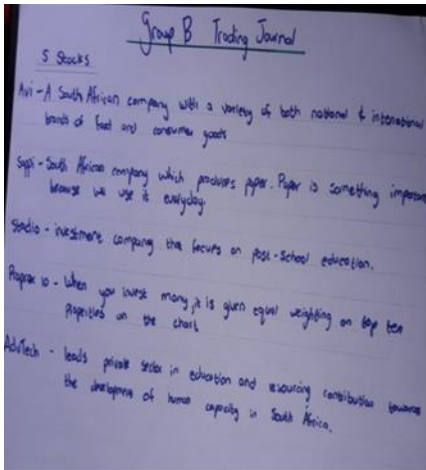 Group B Trading Journal
5 Stocks
Avi - A South African company with a variety of both national & international
brands of food and consumer goods
Sappi - South African company which produces paper. Paper is something important
because we use it everyday.
Stadio - investment company tha focuses on post-school education.
Proprax 10 - When you invest money, it is given equal weighting on top ten
Properties on the chart
AdvTech - leads private sector in education and resourcing contribution towards
the development of human capacity in South Africa.